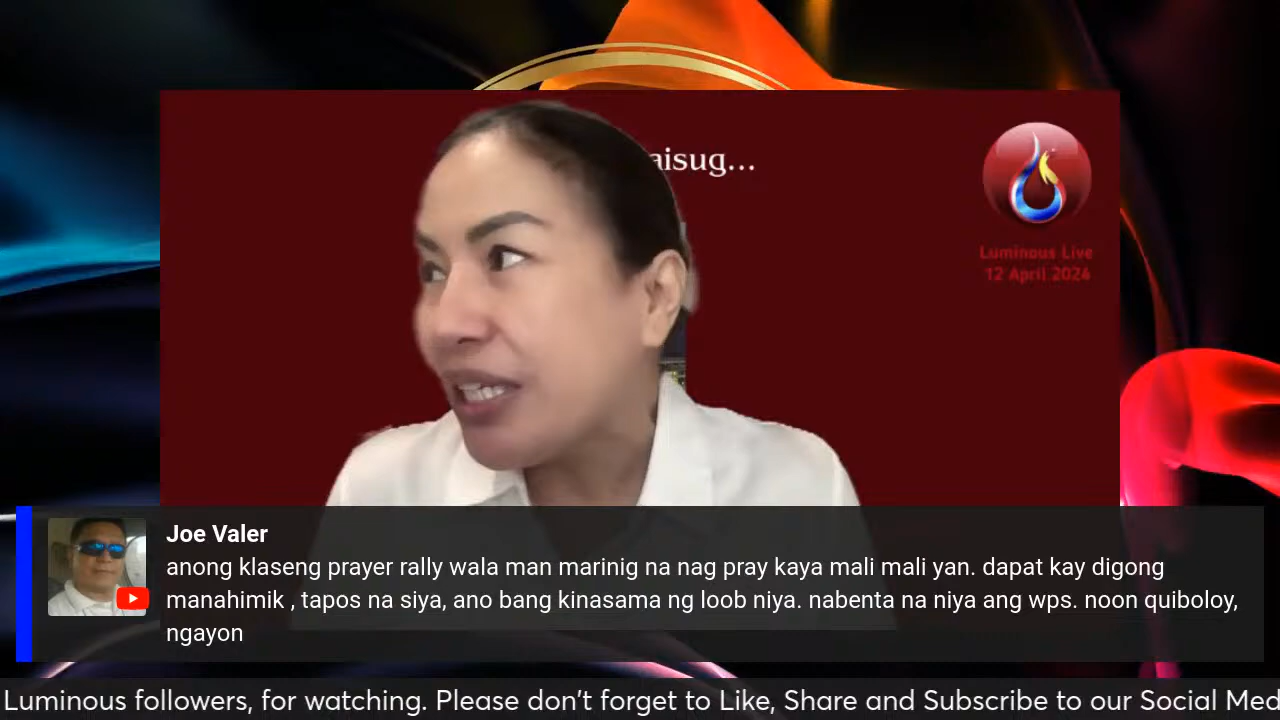 aisug...
Luminous Live
12 April 2024
Joe Valer
anong klaseng prayer rally wala man marinig na nag pray kaya mali mali yan. dapat kay digong
manahimik , tapos na siya, ano bang kinasama ng loob niya. nabenta na niya ang wps. noon quiboloy,
ngayon
Luminous followers, for watching. Please don't forget to Like, Share and Subscribe to our Social Med